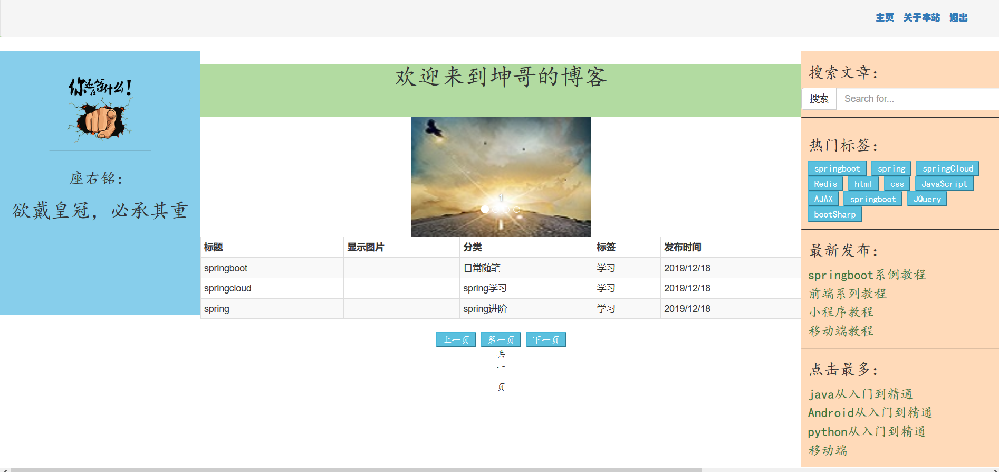 主页 关于本站 退出
你还在等什么！
座右铭：
欲戴皇冠，必承其重
欢迎来到坤哥的博客
1
标题 显示图片 分类 标签 发布时间
springboot 日常随笔 学习 2019/12/18
springcloud spring学习 学习 2019/12/18
spring spring进阶 学习 2019/12/18
上一页 第一页 下一页
共
一
页
搜索文章：
搜索 Search for...
热门标签：
springboot spring springCloud
Redis html css JavaScript
AJAX springboot JQuery
bootSharp
最新发布：
springboot系例教程
前端系列教程
小程序教程
移动端教程
点击最多：
java从入门到精通
Android从入门到精通
python从入门到精通
移动端